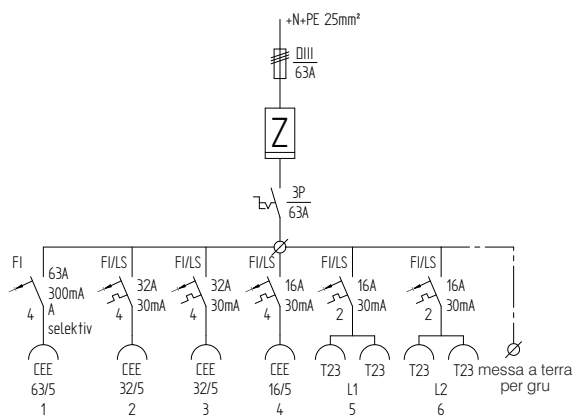 +N+PE 25mm²
DIII
63A
Z
3P
63A
FI
63A
300mA
A
selektiv
4
CEE
63/5
1
FI/LS
32A
30mA
4
CEE
32/5
2
FI/LS
32A
30mA
4
CEE
32/5
3
FI/LS
16A
30mA
4
CEE
16/5
4
FI/LS
16A
30mA
2
T23 T23
L1
5
FI/LS
16A
30mA
2
T23 T23
L2
6
messa a terra
per gru